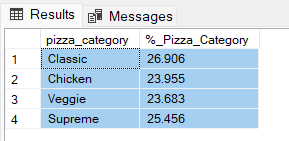 Results Messages
pizza_category %_Pizza_Category
1 Classic 26.906
2 Chicken 23.955
3 Veggie 23.683
4 Supreme 25.456